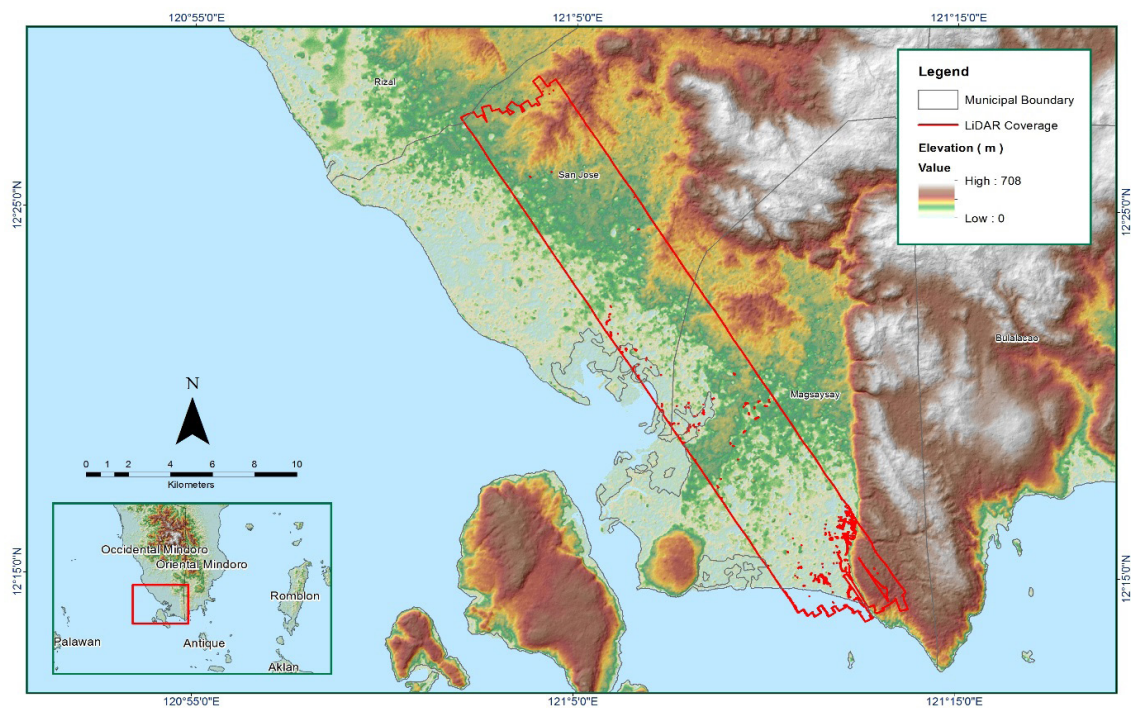 120°55'0"E
121°5'0"E
121°15'0"E
Rizal
San Jose
Magsaysay
Bulalacao
12°25'0"N
12°25'0"N
12°15'0"N
12°15'0"N
Legend
Municipal Boundary
LiDAR Coverage
Elevation ( m )
Value
High : 708
Low : 0
N
0 1 2 4 6 8 10
Kilometers
Occidental Mindoro
Oriental Mindoro
Romblon
Palawan
Antique
Aklan
120°55'0"E
121°5'0"E
121°15'0"E